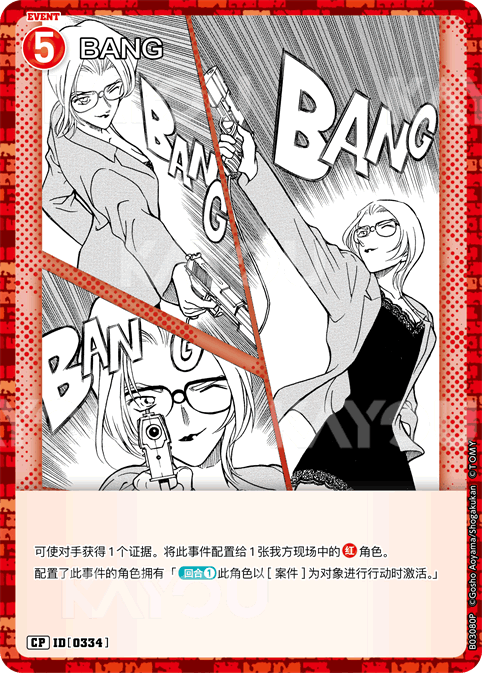 EVENT
5 BANG
BANG
BANG
BANG
可使对手获得1个证据。将此事件配置给1张我方现场中的红角色。
配置了此事件的角色拥有「回合1此角色以[案件]为对象进行行动时激活。」
CP ID[0334]
B03080P ©Gosho Aoyama/Shogakukan ©TOMY
KAYOU